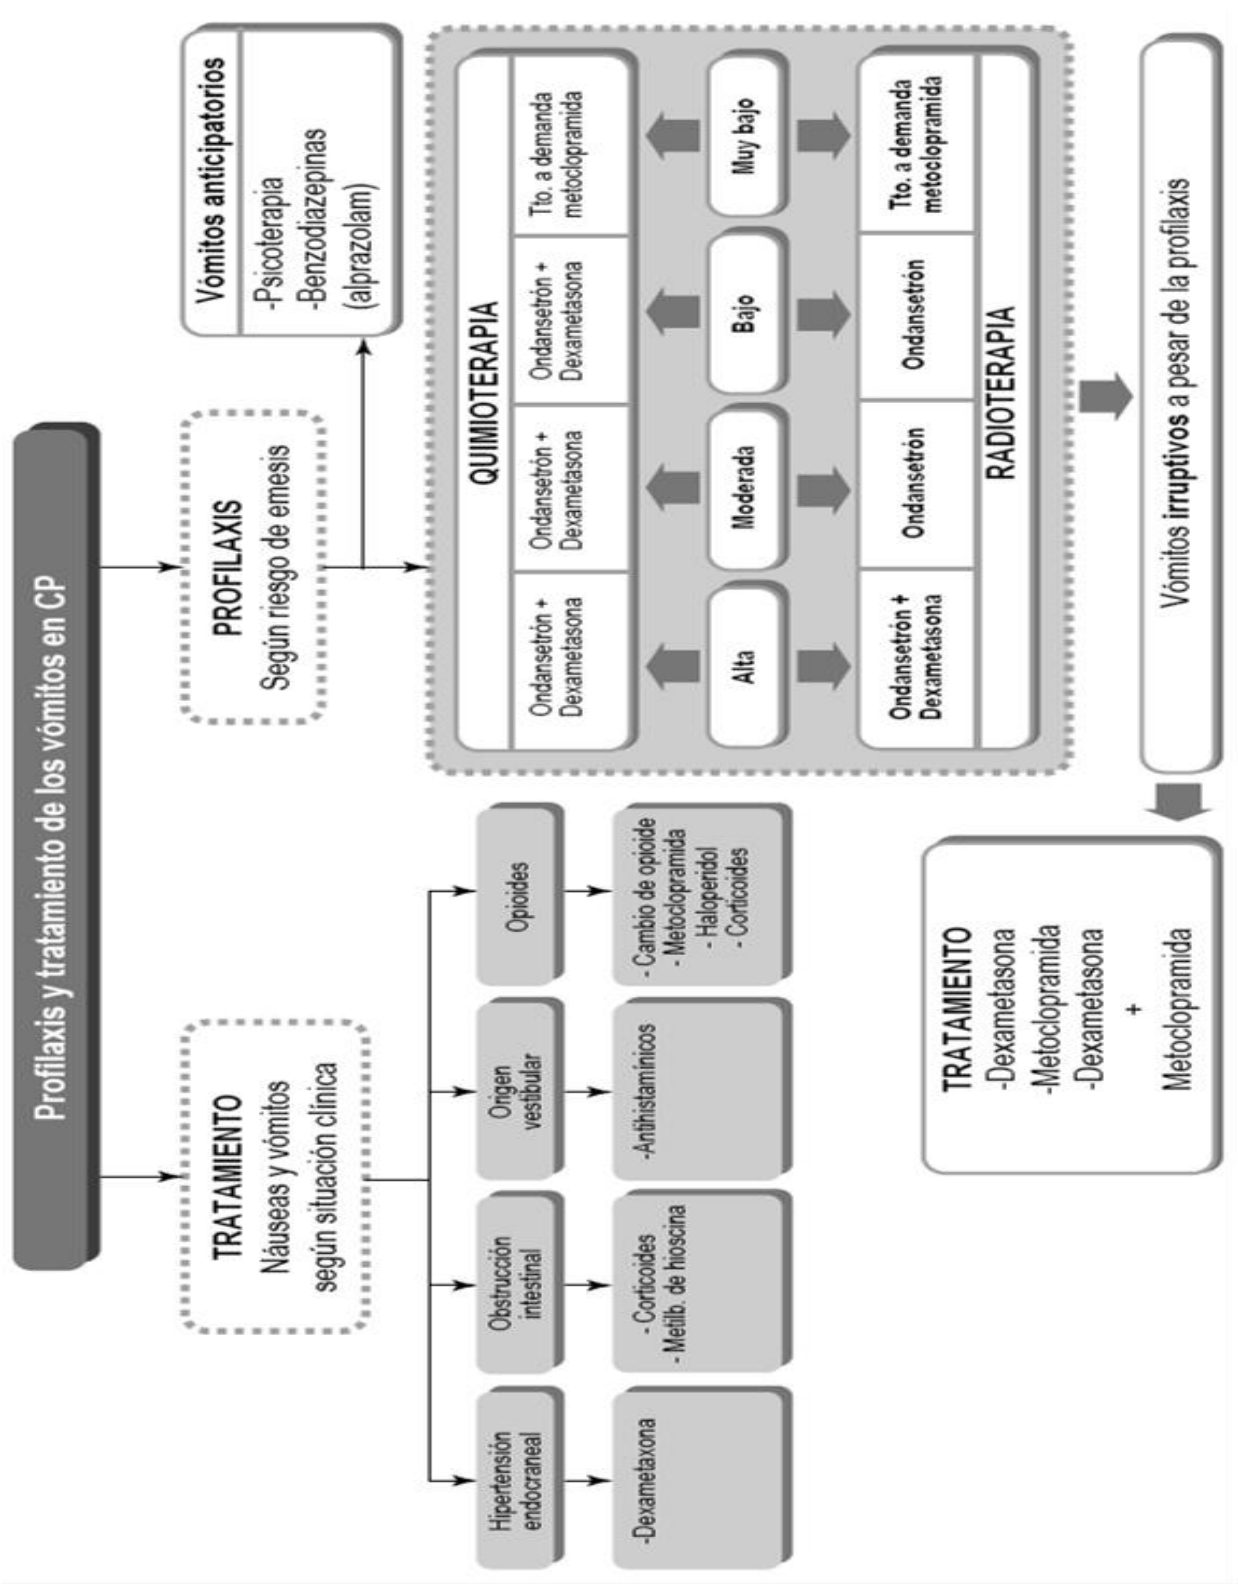 Profilaxis y tratamiento de los vómitos en CP
TRATAMIENTO
Náuseas y vómitos
según situación clínica
Hipertensión
endocraneal
-Dexametaxona
Obstrucción
intestinal
- Corticoides
- Metilb. de hioscina
Origen
vestibular
-Antihistamínicos
Opioides
- Cambio de opioide
- Metoclopramida
- Haloperidol
- Corticoides
PROFILAXIS
Según riesgo de emesis
Vómitos anticipatorios
-Psicoterapia
-Benzodiazepinas
(alprazolam)
QUIMIOTERAPIA
Ondansetrón +
Dexametasona
Ondansetrón +
Dexametasona
Ondansetrón +
Dexametasona
Tto. a demanda
metoclopramida
Alta
Moderada
Bajo
Muy bajo
Ondansetrón +
Dexametasona
Ondansetrón
Ondansetrón
Tto. a demanda
metoclopramida
RADIOTERAPIA
Vómitos irruptivos a pesar de la profilaxis
TRATAMIENTO
-Dexametasona
-Metoclopramida
-Dexametasona
+
Metoclopramida